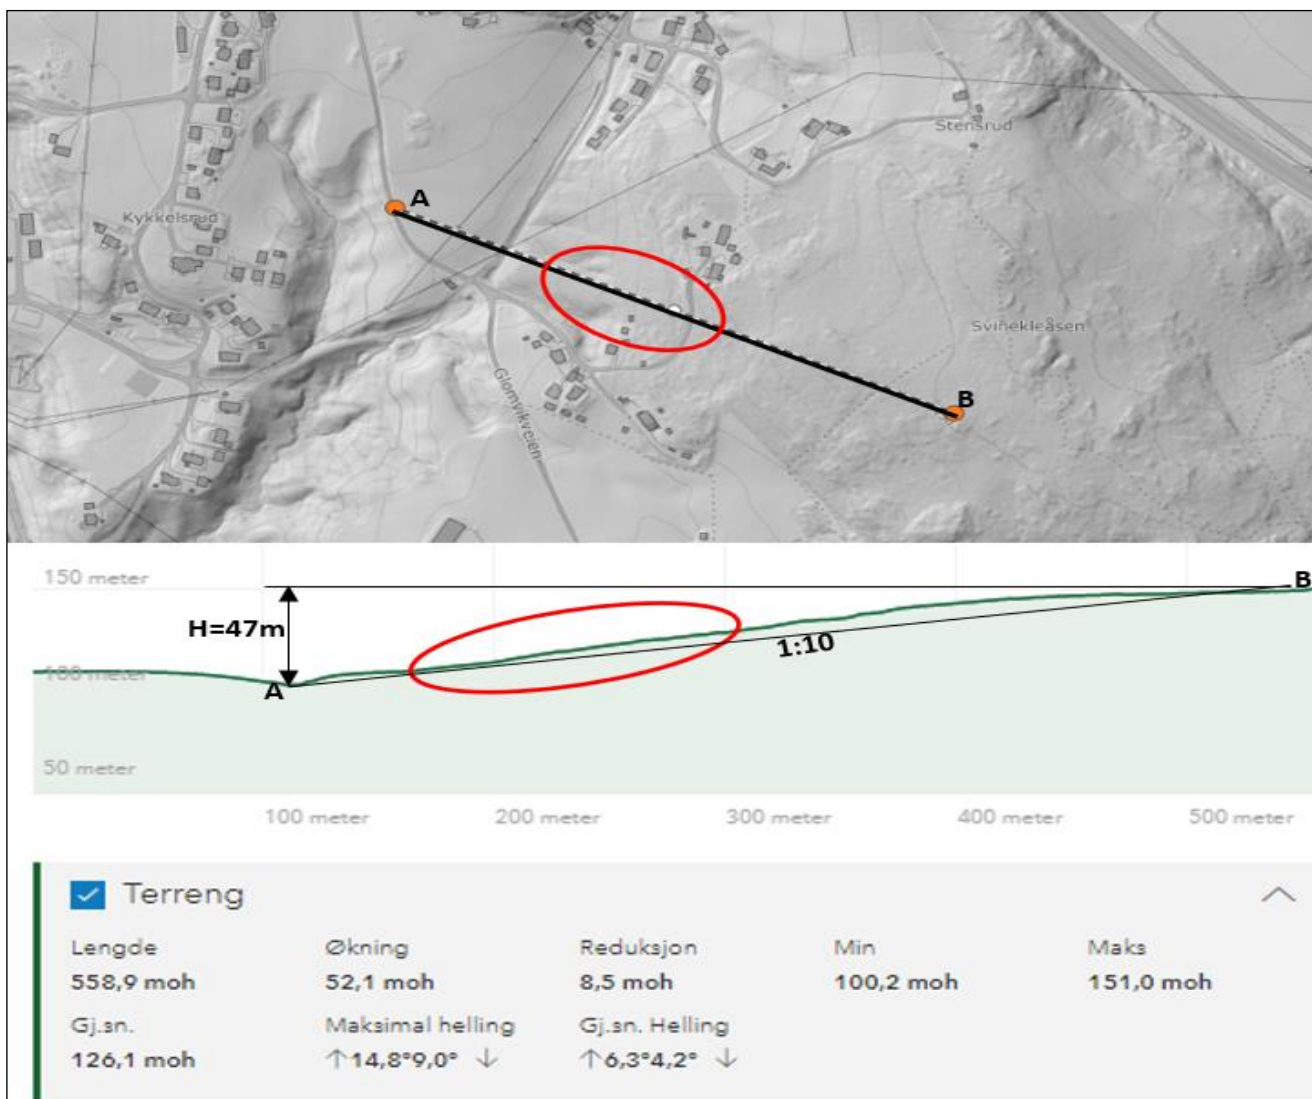 Stensrud
A
Kykkelsrud
Svinekleåsen
B
Glomvikveien
150 meter
B
H=47m
1:10
100 meter
A
50 meter
100 meter 200 meter 300 meter 400 meter 500 meter
Terreng
Lengde Økning Reduksjon Min Maks
558,9 moh 52,1 moh 8,5 moh 100,2 moh 151,0 moh
Gj.sn. Maksimal helling Gj.sn. Helling
126,1 moh ↑14,8°9,0° ↓ ↑6,3°4,2° ↓